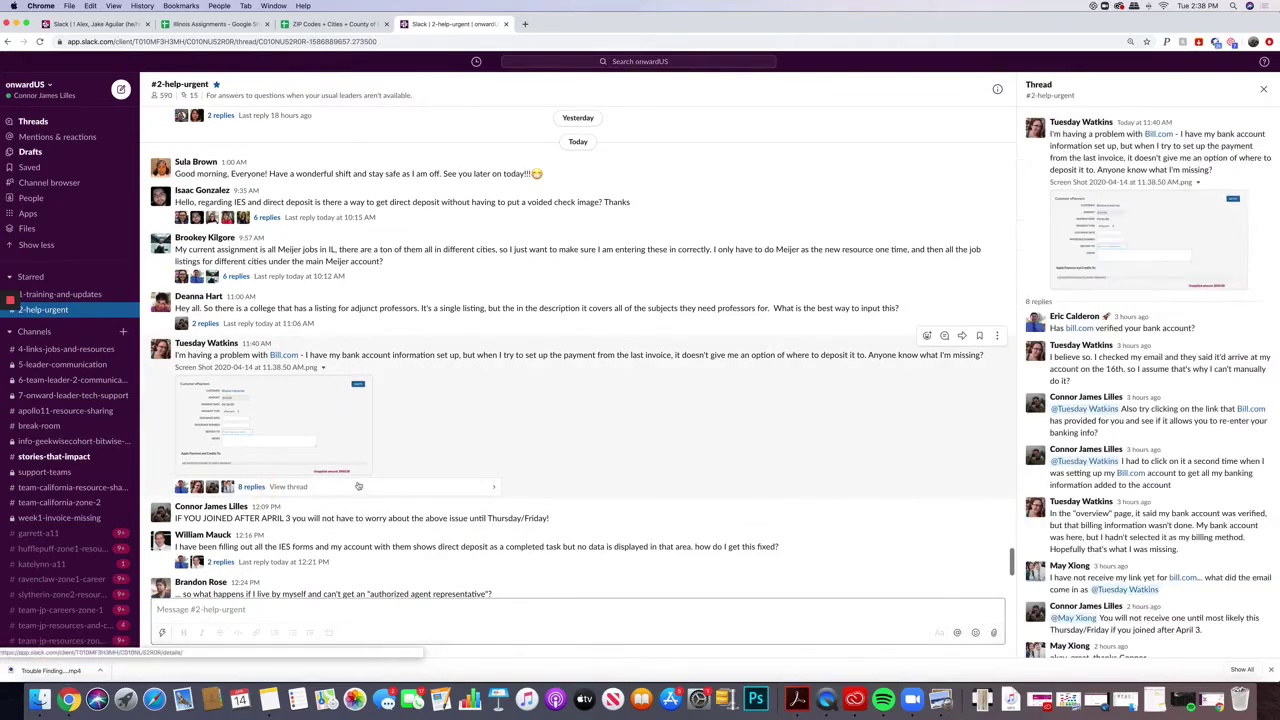 Chrome File Edit View History Bookmarks People Tab Window Help
Tue 2:38 PM
Slack | ! Alex, Jake Aguilar (he/h
Illinois Assignments - Google S
ZIP Codes + Cities + County of
Slack | 2-help-urgent | onwardUS
app.slack.com/client/T010MF3H3MH/C010NU52R0R/thread/C010NU52R0R-1586889657.273500
Search onwardUS
onwardUS
Connor James Lilles
Threads
Mentions & reactions
Drafts
Saved
Channel browser
People
Apps
Files
Show less
Starred
1-training-and-updates
2-help-urgent
Channels
# 4-links-jobs-and-resources
5-leader-communication
6-team-leader-2-communica...
7-onward-leader-tech-support
# apollo11-resource-sharing
# break-room
info-geekwisecohort-bitwise-...
# stories-that-impact
support-teams
# team-california-resource-sha...
# team-california-zone-2
week1-invoice-missing
# garrett-a11 9+
# hufflepuff-zone1-resou... 9+
# katelynn-a11 1
# ravenclaw-zone1-career 9+
# slytherin-zone2-resour... 9+
# team-jp-careers-zone-1 9+
# team-jp-resources-and-c... 4
# team-jp-resources-zon... 9+
#2-help-urgent
590 15 For answers to questions when your usual leaders aren't available.
2 replies Last reply 18 hours ago
Yesterday
Today
Sula Brown 1:00 AM
Good morning, Everyone! Have a wonderful shift and stay safe as I am off. See you later on today!!!😁
Isaac Gonzalez 9:35 AM
Hello, regarding IES and direct deposit is there a way to get direct deposit without having to put a voided check image? Thanks
6 replies Last reply today at 10:15 AM
Brookey Kilgore 9:57 AM
My current assignment is all Meijer jobs in IL, there are a ton of them all in different cities, so I just want to make sure I am entering these in correctly. I only have to do Meijer as the new resource one time, and then all the job
listings for different cities under the main Meijer account?
6 replies Last reply today at 10:12 AM
Deanna Hart 11:00 AM
Hey all. So there is a college that has a listing for adjunct professors. It's a single listing, but the in the description it covers all of the subjects they need professors for. What is the best way to input this?
2 replies Last reply today at 11:06 AM
Tuesday Watkins 11:40 AM
I'm having a problem with Bill.com - I have my bank account information set up, but when I try to set up the payment from the last invoice, it doesn't give me an option of where to deposit it to. Anyone know what I'm missing?
Screen Shot 2020-04-14 at 11.38.50 AM.png
8 replies View thread
Connor James Lilles 12:09 PM
IF YOU JOINED AFTER APRIL 3 you will not have to worry about the above issue until Thursday/Friday!
William Mauck 12:16 PM
I have been filling out all the IES forms and my account with them shows direct deposit as a completed task but no data is displayed in that area. how do I get this fixed?
2 replies Last reply today at 12:21 PM
Brandon Rose 12:24 PM
... so what happens if I live by myself and can't get an "authorized agent representative"?
Message #2-help-urgent
Thread
#2-help-urgent
Tuesday Watkins Today at 11:40 AM
I'm having a problem with Bill.com - I have my bank account
information set up, but when I try to set up the payment
from the last invoice, it doesn't give me an option of where to
deposit it to. Anyone know what I'm missing?
Screen Shot 2020-04-14 at 11.38.50 AM.png
8 replies
Eric Calderon 🚀 3 hours ago
Has bill.com verified your bank account?
Tuesday Watkins 3 hours ago
I believe so. I checked my email and they said it'd arrive at my
account on the 16th, so I assume that's why I can't manually
do it?
Connor James Lilles 3 hours ago
@Tuesday Watkins Also try clicking on the link that Bill.com
has provided for you and see if it allows you to re-enter your
banking info?
Connor James Lilles 3 hours ago
@Tuesday Watkins I had to click on it a second time when I
was setting up my Bill.com account to get all my banking
information added to the account
Tuesday Watkins 3 hours ago
In the "overview" page, it said my bank account was verified,
but that billing information wasn't done. My bank account
was here, but I hadn't selected it as my billing method.
Hopefully that's what I was missing.
May Xiong 3 hours ago
I have not receive my link yet for bill.com... what did the email
come in as @Tuesday Watkins
Connor James Lilles 2 hours ago
@May Xiong You will not receive one until most likely this
Thursday/Friday if you joined after April 3.
May Xiong 2 hours ago
okay, great, thanks Connor
https://app.slack.com/client/T010MF3H3MH/C010NU52R0R/details/
Trouble Finding....mp4
Show All